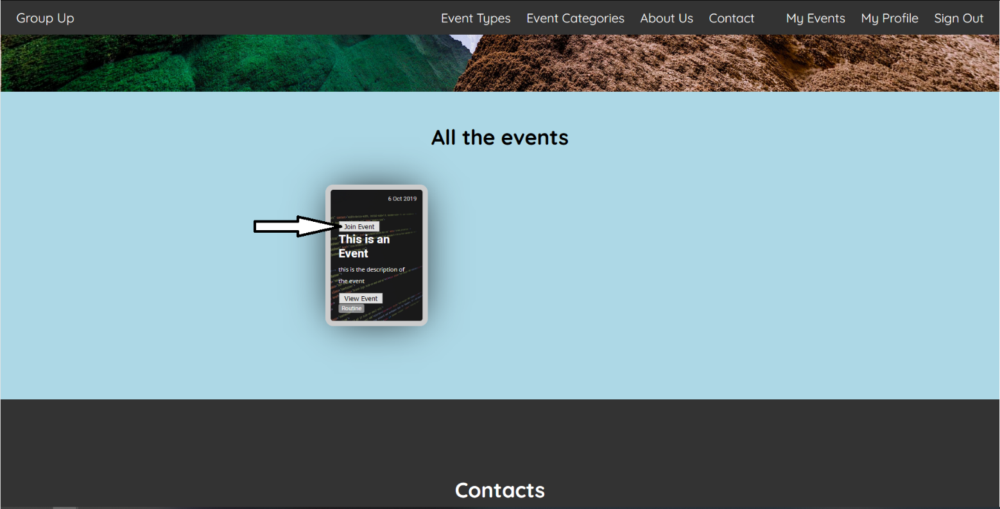 Group Up
Event Types
Event Categories
About Us
Contact
My Events
My Profile
Sign Out
All the events
6 Oct 2019
Join Event
This is an
Event
this is the description of
the event
View Event
Routine
Contacts